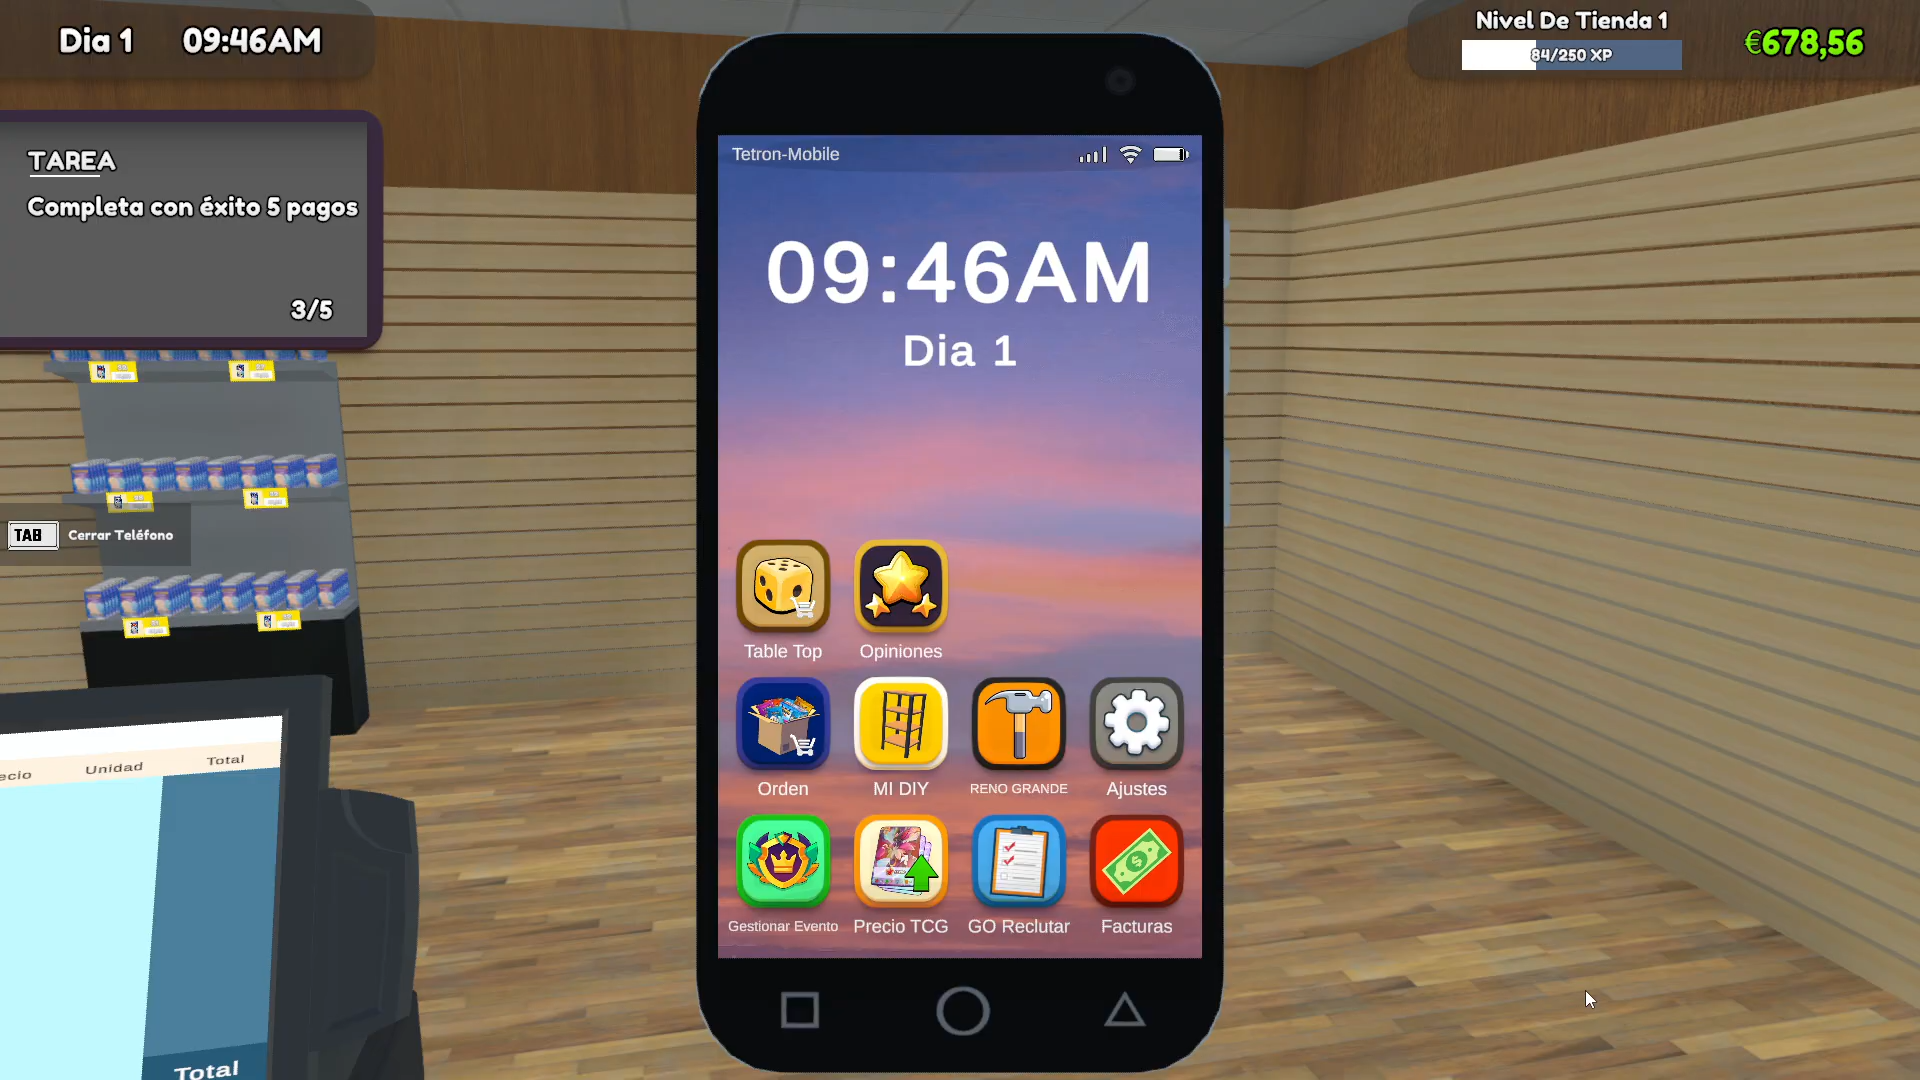 Dia 1 09:46AM
Nivel De Tienda 1
84/250 XP
€678,56
TAREA
Completa con éxito 5 pagos
3/5
TAB Cerrar Teléfono
Tetron-Mobile
09:46AM
Dia 1
Table Top
Opiniones
Orden
MI DIY
RENO GRANDE
Ajustes
Gestionar Evento
Precio TCG
GO Reclutar
Facturas
Unidad
Total
Total